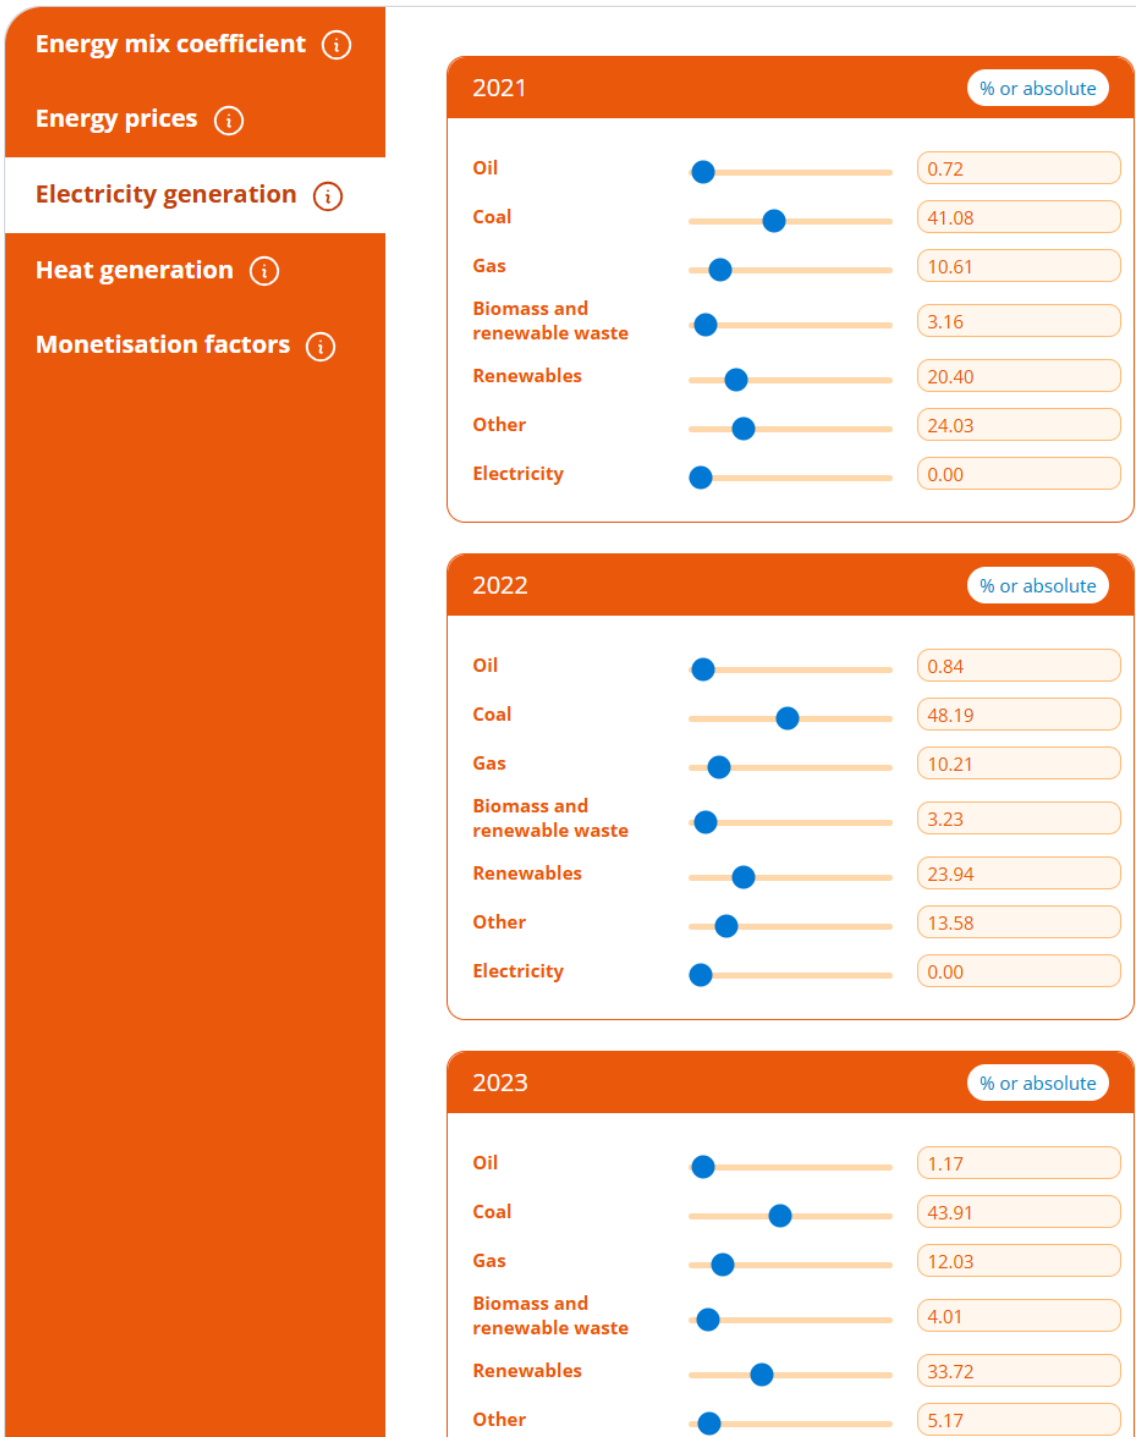 Energy mix coefficient
Energy prices
Electricity generation
Heat generation
Monetisation factors
2021 % or absolute
Oil 0.72
Coal 41.08
Gas 10.61
Biomass and
renewable waste 3.16
Renewables 20.40
Other 24.03
Electricity 0.00
2022 % or absolute
Oil 0.84
Coal 48.19
Gas 10.21
Biomass and
renewable waste 3.23
Renewables 23.94
Other 13.58
Electricity 0.00
2023 % or absolute
Oil 1.17
Coal 43.91
Gas 12.03
Biomass and
renewable waste 4.01
Renewables 33.72
Other 5.17